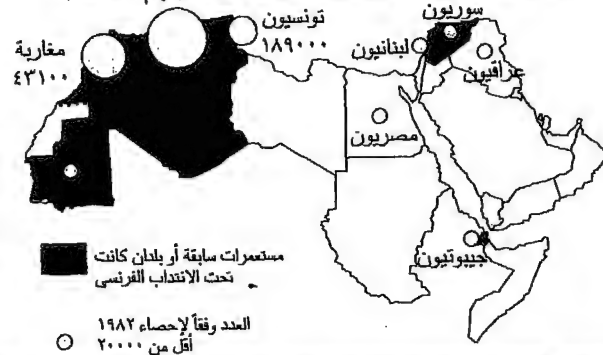 تونسيون
١٨٩٠٠٠
مغاربة
٤٣١٠٠
سوريون
لبنانيون
عراقيون
مصريون
جيبوتيون
مستعمرات سابقة أو بلدان كانت
تحت الانتداب الفرنسى
العدد وفقاً لإحصاء ١٩٨٢
أقل من ٢٠٠٠٠